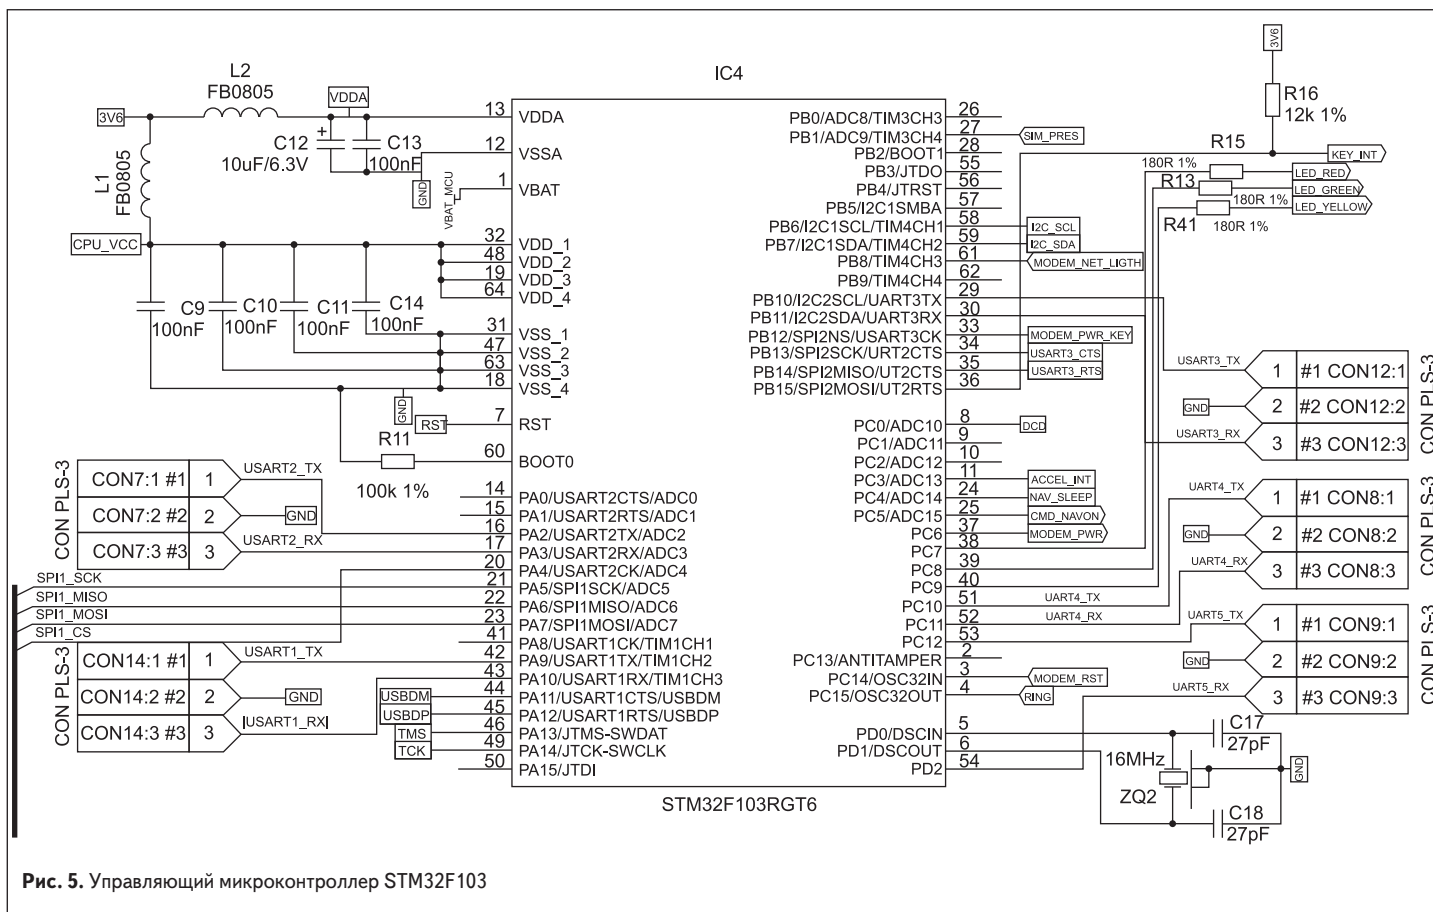 IC4
L2
FB0805
VDDA
3V6
L1
FB0805
C12
10uF/6.3V
C13
100nF
GND
VBAT_MCU
CPU_VCC
C9
100nF
C10
100nF
C11
100nF
C14
100nF
GND
RST
R11
100k 1%
13 VDDA
12 VSSA
1 VBAT
32 VDD_1
48 VDD_2
19 VDD_3
64 VDD_4
31 VSS_1
47 VSS_2
63 VSS_3
18 VSS_4
7 RST
60 BOOT0
14 PA0/USART2CTS/ADC0
15 PA1/USART2RTS/ADC1
16 PA2/USART2TX/ADC2
17 PA3/USART2RX/ADC3
20 PA4/USART2CK/ADC4
21 PA5/SPI1SCK/ADC5
22 PA6/SPI1MISO/ADC6
23 PA7/SPI1MOSI/ADC7
41 PA8/USART1CK/TIM1CH1
42 PA9/USART1TX/TIM1CH2
43 PA10/USART1RX/TIM1CH3
44 PA11/USART1CTS/USBDM
45 PA12/USART1RTS/USBDP
46 PA13/JTMS-SWDAT
49 PA14/JTCK-SWCLK
50 PA15/JTDI
CON PLS-3
CON7:1 #1 1 USART2_TX
CON7:2 #2 2 GND
CON7:3 #3 3 USART2_RX
SPI1_SCK
SPI1_MISO
SPI1_MOSI
SPI1_CS
CON PLS-3
CON14:1 #1 1 USART1_TX
CON14:2 #2 2 GND
CON14:3 #3 3 USART1_RX
USBDM
USBDP
TMS
TCK
PB0/ADC8/TIM3CH3 26
PB1/ADC9/TIM3CH4 27 SIM_PRES
PB2/BOOT1 28
PB3/JTDO 55
PB4/JTRST 56
PB5/I2C1SMBA 57
PB6/I2C1SCL/TIM4CH1 58 I2C_SCL
PB7/I2C1SDA/TIM4CH2 59 I2C_SDA
PB8/TIM4CH3 61 MODEM_NET_LIGTH
PB9/TIM4CH4 62
PB10/I2C2SCL/UART3TX 29
PB11/I2C2SDA/UART3RX 30
PB12/SPI2NS/USART3CK 33 MODEM_PWR_KEY
PB13/SPI2SCK/URT2CTS 34 USART3_CTS
PB14/SPI2MISO/UT2CTS 35 USART3_RTS
PB15/SPI2MOSI/UT2RTS 36
PC0/ADC10 8 DCD
PC1/ADC11 9
PC2/ADC12 10
PC3/ADC13 11 ACCEL_INT
PC4/ADC14 24 NAV_SLEEP
PC5/ADC15 25 CMD_NAVON
PC6 37 MODEM_PWR
PC7 38
PC8 39
PC9 40
PC10 51 UART4_TX
PC11 52 UART4_RX
PC12 53
PC13/ANTITAMPER 2
PC14/OSC32IN 3 MODEM_RST
PC15/OSC32OUT 4 RING
PD0/DSCIN 5
PD1/DSCOUT 6
PD2 54
3V6
R16
12k 1%
KEY_INT
R15
180R 1%
LED_RED
R13
180R 1%
LED_GREEN
R41
180R 1%
LED_YELLOW
USART3_TX 1 #1 CON12:1
GND 2 #2 CON12:2
USART3_RX 3 #3 CON12:3
CON PLS-3
UART4_TX 1 #1 CON8:1
GND 2 #2 CON8:2
UART4_RX 3 #3 CON8:3
CON PLS-3
UART5_TX 1 #1 CON9:1
GND 2 #2 CON9:2
UART5_RX 3 #3 CON9:3
CON PLS-3
C17
27pF
16MHz
ZQ2
GND
C18
27pF
STM32F103RGT6
Рис. 5. Управляющий микроконтроллер STM32F103